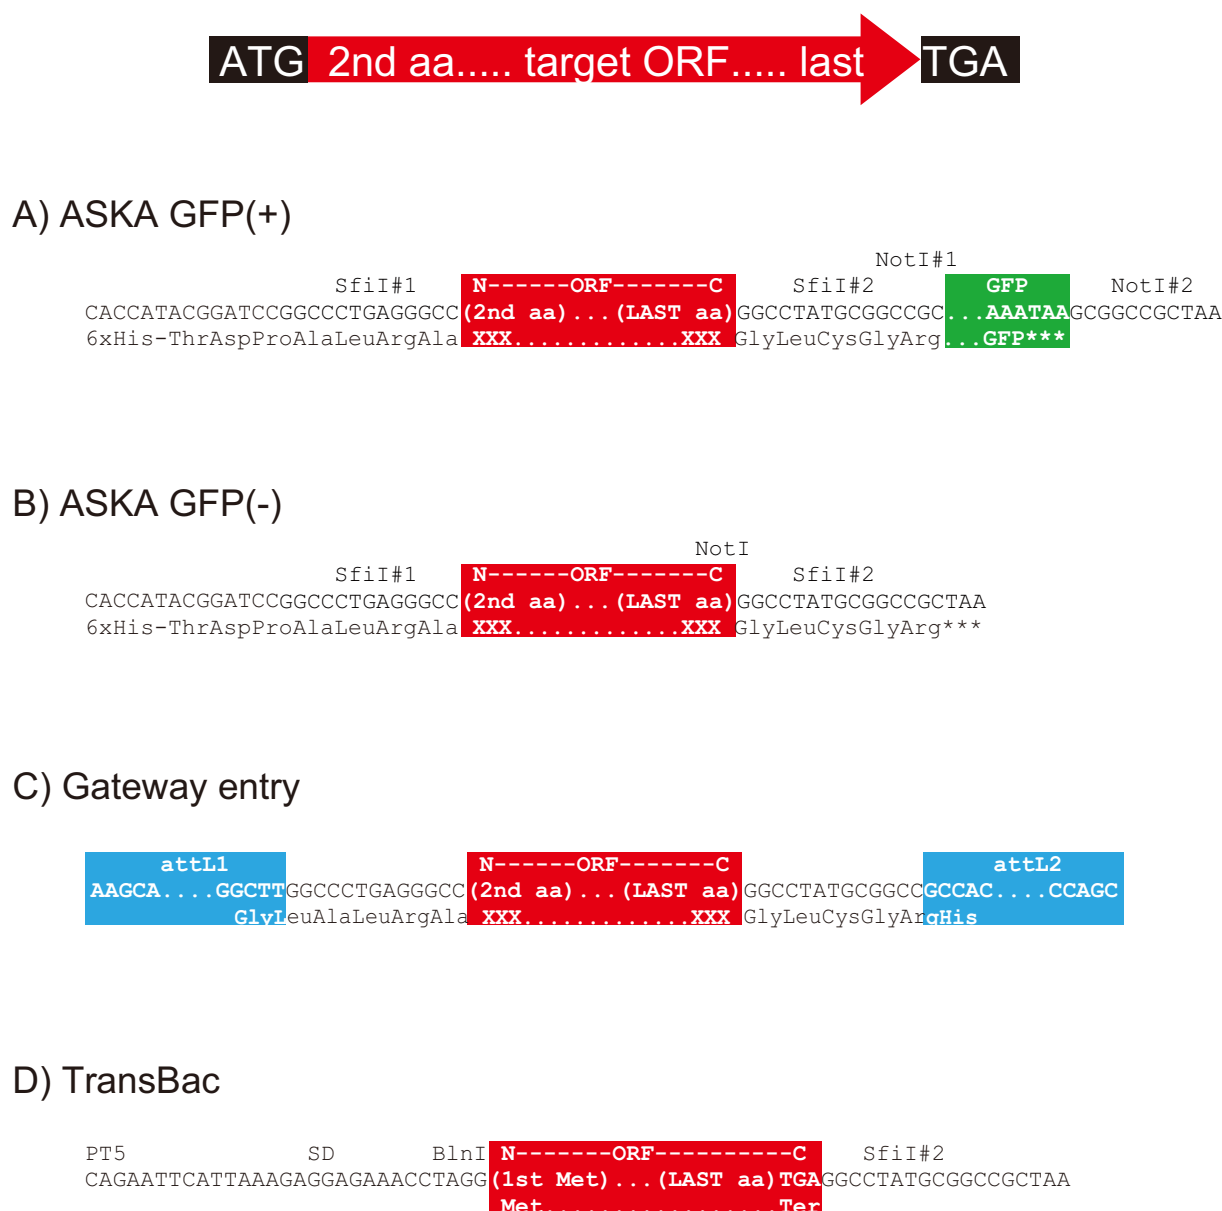 ATG 2nd aa..... target ORF..... last TGA
A) ASKA GFP(+)
NotI#1
SfiI#1 N------ORF-------C SfiI#2 GFP NotI#2
CACCATACGGATCCGGCCCTGAGGGCC(2nd aa)...(LAST aa)GGCCTATGCGGCCGC...AAATAAGCGGCCGCTAA
6xHis-ThrAspProAlaLeuArgAla XXX.............XXX GlyLeuCysGlyArg...GFP***
B) ASKA GFP(-)
NotI
SfiI#1 N------ORF-------C SfiI#2
CACCATACGGATCCGGCCCTGAGGGCC(2nd aa)...(LAST aa)GGCCTATGCGGCCGCTAA
6xHis-ThrAspProAlaLeuArgAla XXX.............XXX GlyLeuCysGlyArg***
C) Gateway entry
attL1 N------ORF-------C attL2
AAGCA....GGCTTGGCCCTGAGGGCC(2nd aa)...(LAST aa)GGCCTATGCGGCCGCCAC....CCAGC
GlyLeuAlaLeuArgAla XXX.............XXX GlyLeuCysGlyArgHis
D) TransBac
PT5 SD BlnI N-------ORF----------C SfiI#2
CAGAATTCATTAAAGAGGAGAAACCTAGG(1st Met)...(LAST aa)TGAGGCCTATGCGGCCGCTAA
Met....................Ter